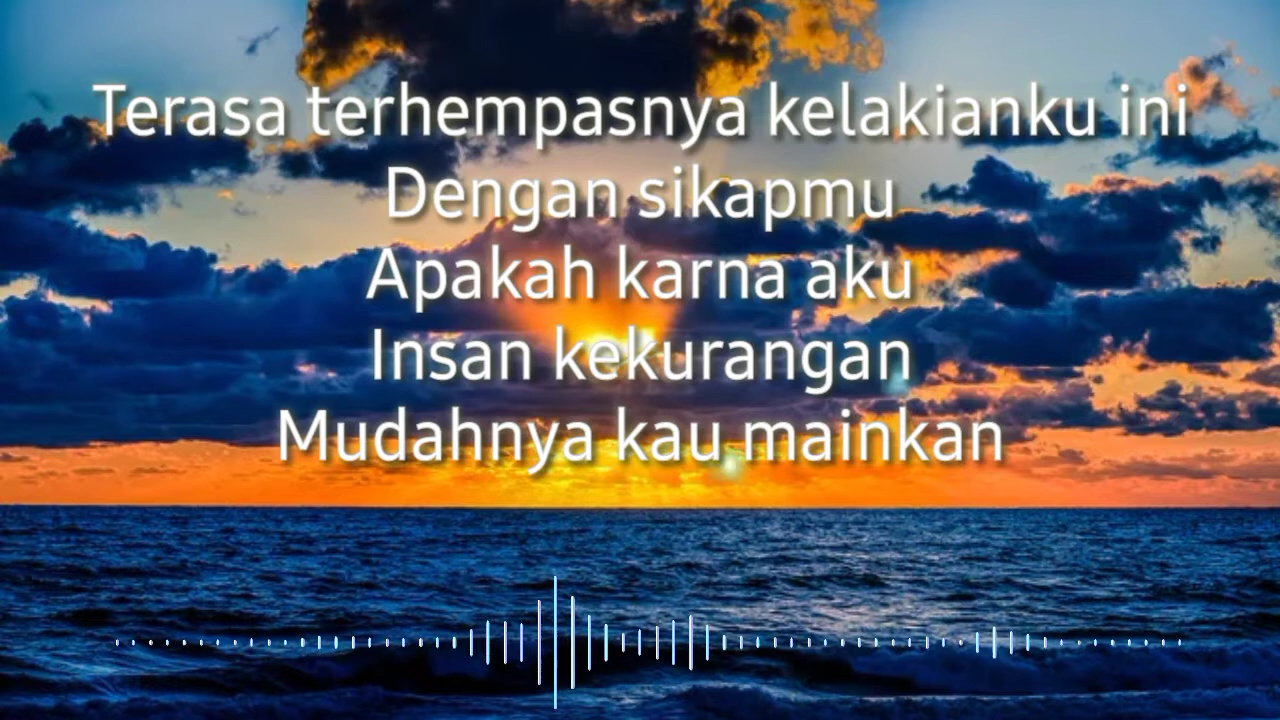 Terasa terhempasnya kelakianku ini
Dengan sikapmu
Apakah karna aku
Insan kekurangan
Mudahnya kau mainkan